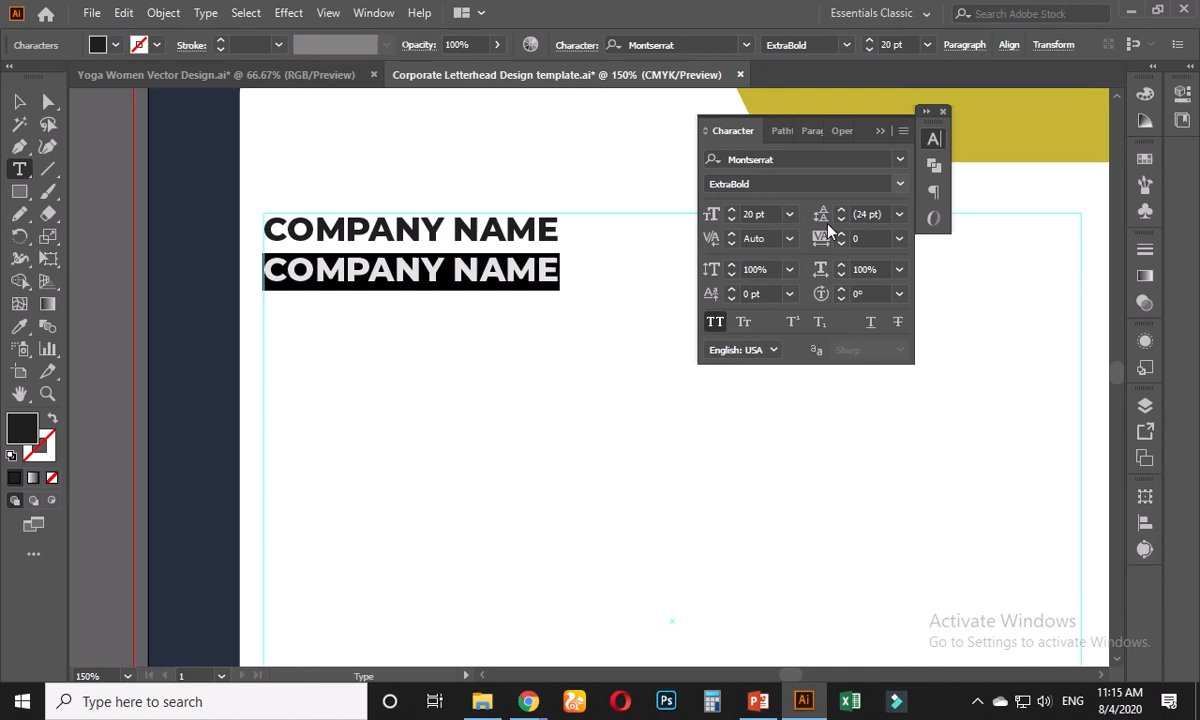 File Edit Object Type Select Effect View Window Help
Essentials Classic
Search Adobe Stock
Characters
Stroke:
Opacity: 100%
Character: Montserrat ExtraBold 20 pt Paragraph Align Transform
Yoga Women Vector Design.ai* @ 66.67% (RGB/Preview)
Corporate Letterhead Design template.ai* @ 150% (CMYK/Preview)
Character Path Para Oper
Montserrat
ExtraBold
20 pt (24 pt)
Auto 0
100% 100%
0 pt 0°
English: USA
Sharp
COMPANY NAME
COMPANY NAME
Activate Windows
Go to Settings to activate Windows.
150% 1 Type
Type here to search
ENG
11:15 AM
8/4/2020